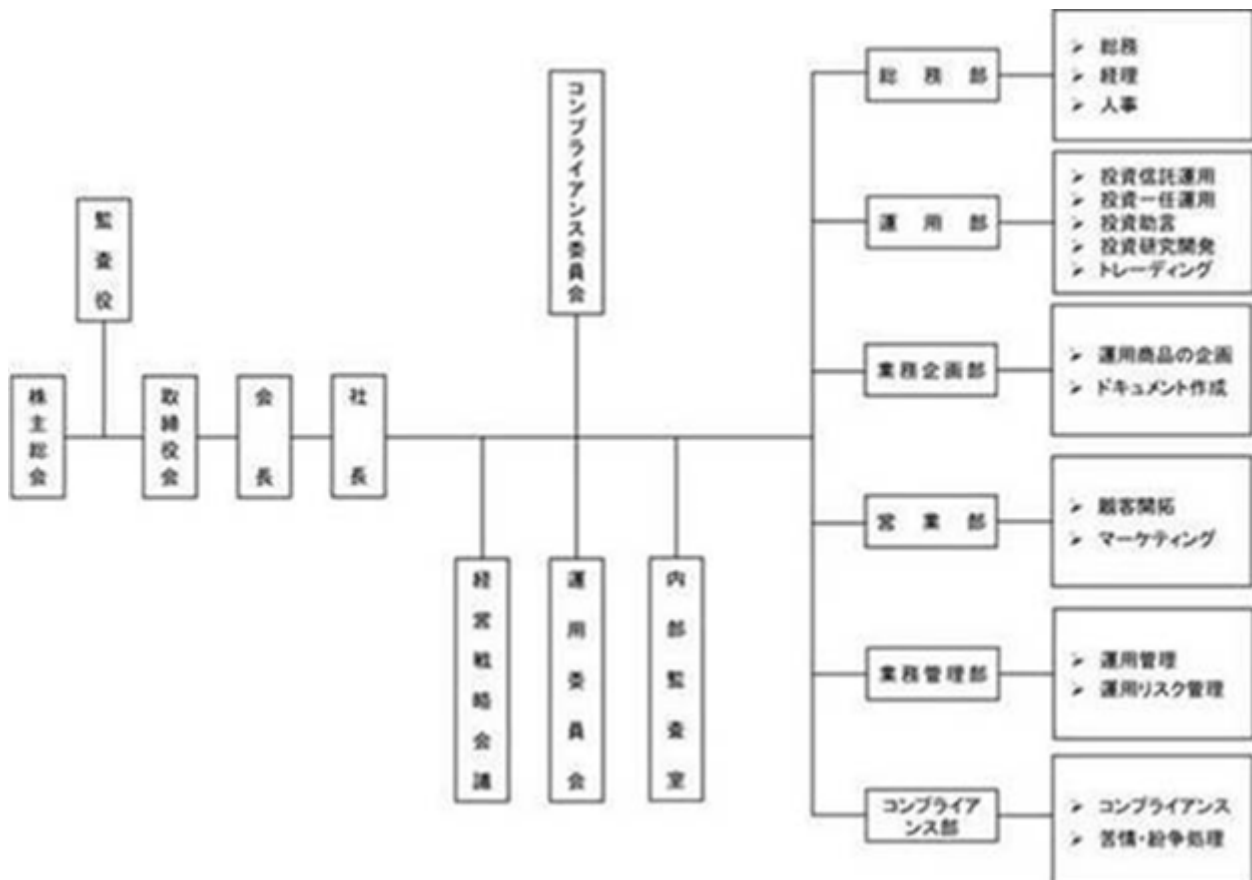 株主総会
監査役
取締役会
会長
社長
コンプライアンス委員会
経営戦略会議
運用委員会
内部監査室
総務部
➢ 総務
➢ 経理
➢ 人事
運用部
➢ 投資信託運用
➢ 投資一任運用
➢ 投資助言
➢ 投資研究開発
➢ トレーディング
業務企画部
➢ 運用商品の企画
➢ ドキュメント作成
営業部
➢ 顧客開拓
➢ マーケティング
業務管理部
➢ 運用管理
➢ 運用リスク管理
コンプライア
ンス部
➢ コンプライアンス
➢ 苦情・紛争処理